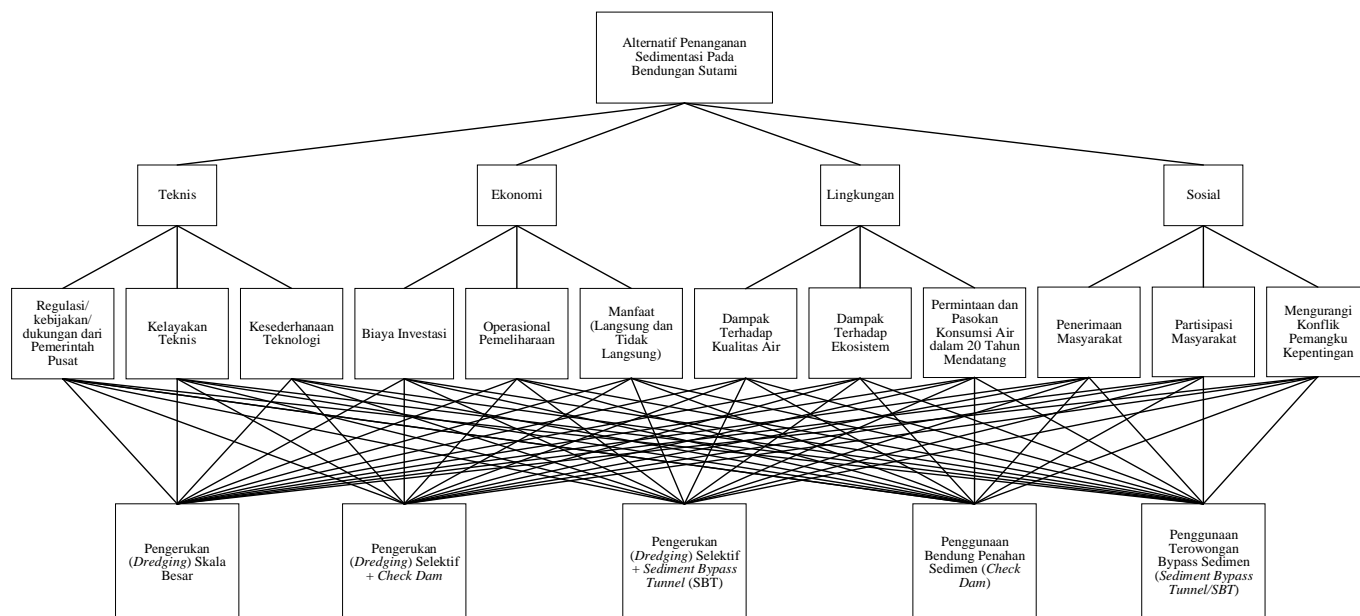 Alternatif Penanganan
Sedimentasi Pada
Bendungan Sutami
Teknis
Ekonomi
Lingkungan
Sosial
Regulasi/
kebijakan/
dukungan dari
Pemerintah
Pusat
Kelayakan
Teknis
Kesederhanaan
Teknologi
Biaya Investasi
Operasional
Pemeliharaan
Manfaat
(Langsung dan
Tidak
Langsung)
Dampak
Terhadap
Kualitas Air
Dampak
Terhadap
Ekosistem
Permintaan dan
Pasokan
Konsumsi Air
dalam 20 Tahun
Mendatang
Penerimaan
Masyarakat
Partisipasi
Masyarakat
Mengurangi
Konflik
Pemangku
Kepentingan
Pengerukan
(Dredging) Skala
Besar
Pengerukan
(Dredging) Selektif
+ Check Dam
Pengerukan
(Dredging) Selektif
+ Sediment Bypass
Tunnel (SBT)
Penggunaan
Bendung Penahan
Sedimen (Check
Dam)
Penggunaan
Terowongan
Bypass Sedimen
(Sediment Bypass
Tunnel/SBT)